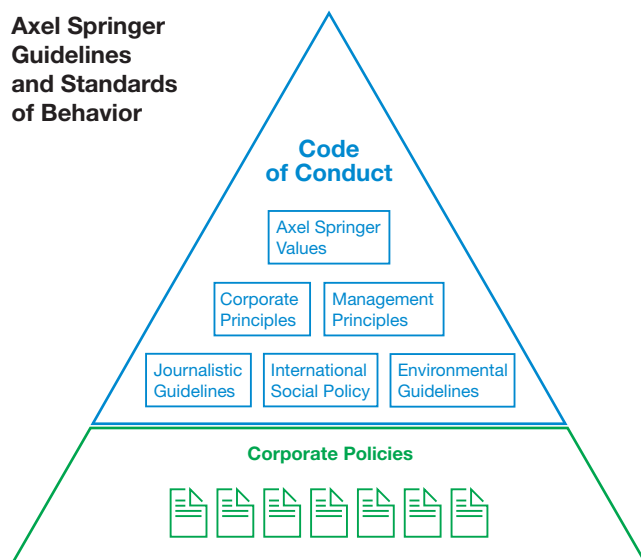 Axel Springer
Guidelines
and Standards
of Behavior
Code
of Conduct
Axel Springer
Values
Corporate
Principles
Management
Principles
Journalistic
Guidelines
International
Social Policy
Environmental
Guidelines
Corporate Policies